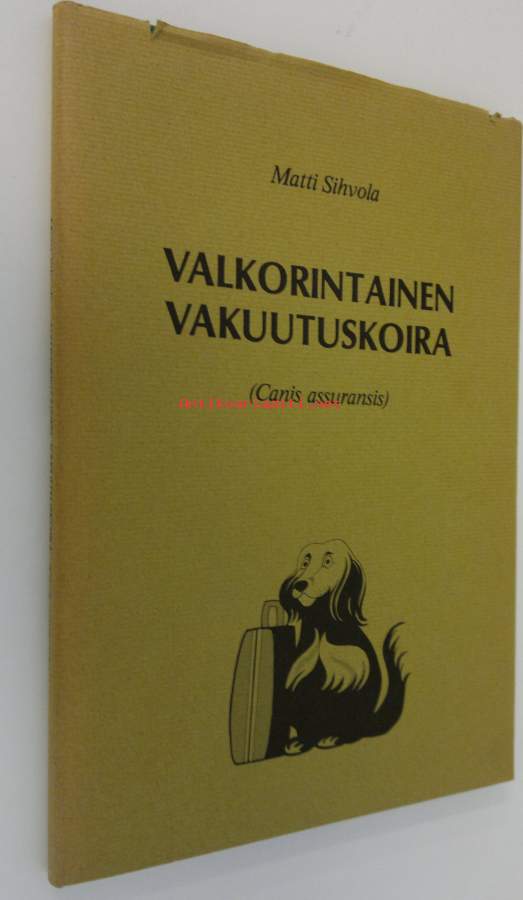 Matti Sihvola
VALKORINTAINEN
VAKUUTUSKOIRA
(Canis assuransis)